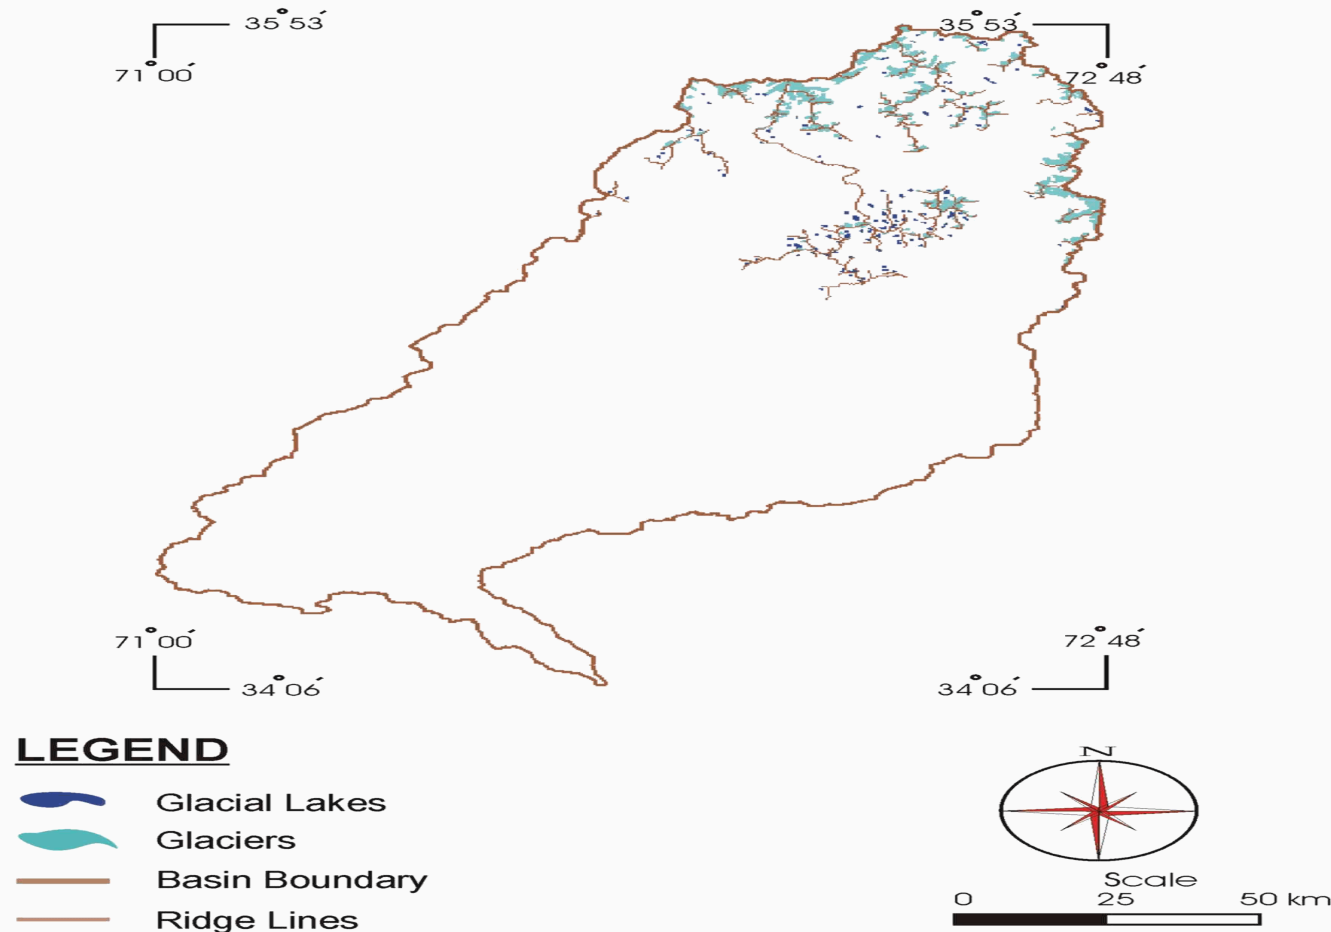 35°53′ 35°53′
71°00′ 72°48′
71°00′ 72°48′
34°06′ 34°06′
LEGEND
Glacial Lakes
Glaciers
Basin Boundary
Ridge Lines
N
Scale
0 25 50 km